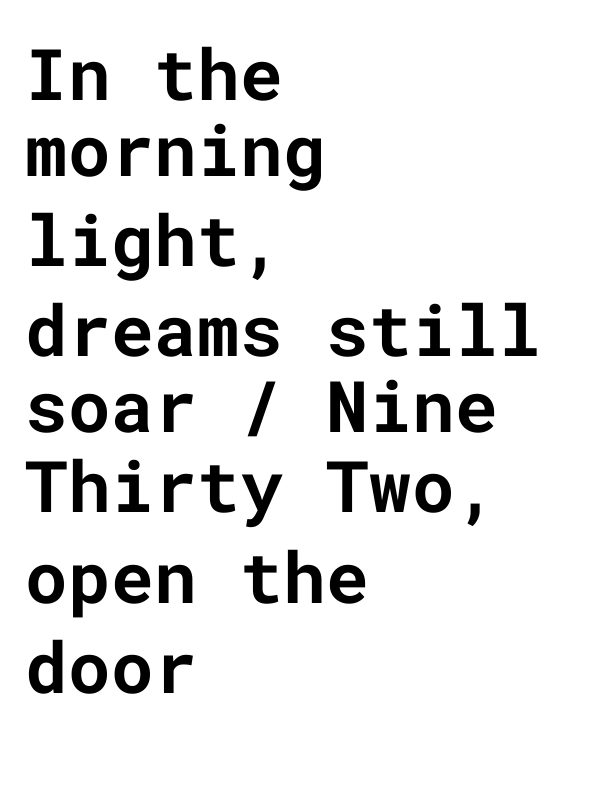 In the
morning
light,
dreams still
soar / Nine
Thirty Two,
open the
door